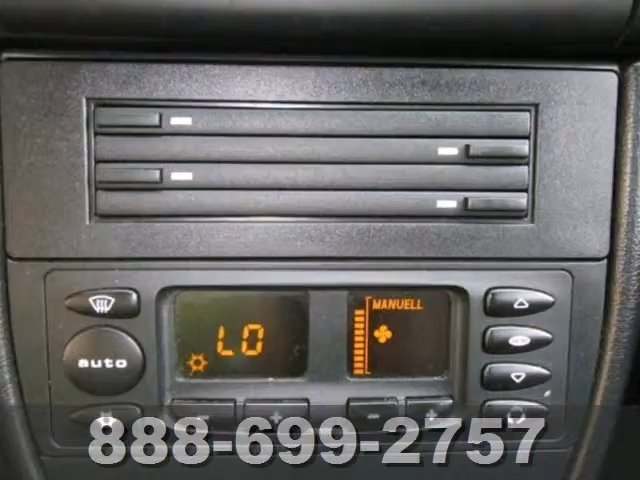 MANUELL
LO
auto
- + - +
888-699-2757